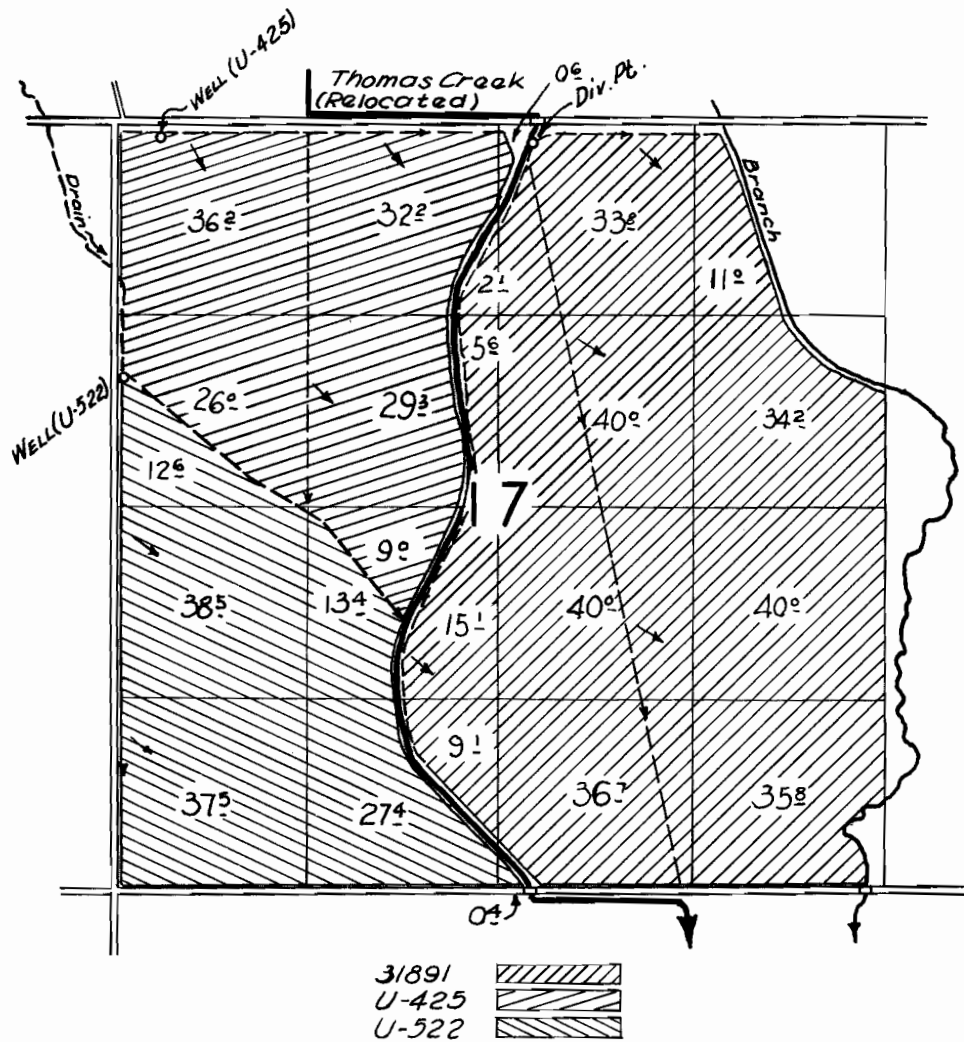 WELL (U-425)
Thomas Creek
(Relocated)
0⁶
Div. Pt.
Drain
Branch
36²
32²
33⁸
2¹
11⁰
5⁶
26⁰
29³
40⁰
34²
WELL (U-522)
12⁶
17
9⁰
38⁵
13⁴
15¹
40⁰
40⁰
9¹
37⁵
27⁴
36⁷
35⁸
0⁴
31891
U-425
U-522